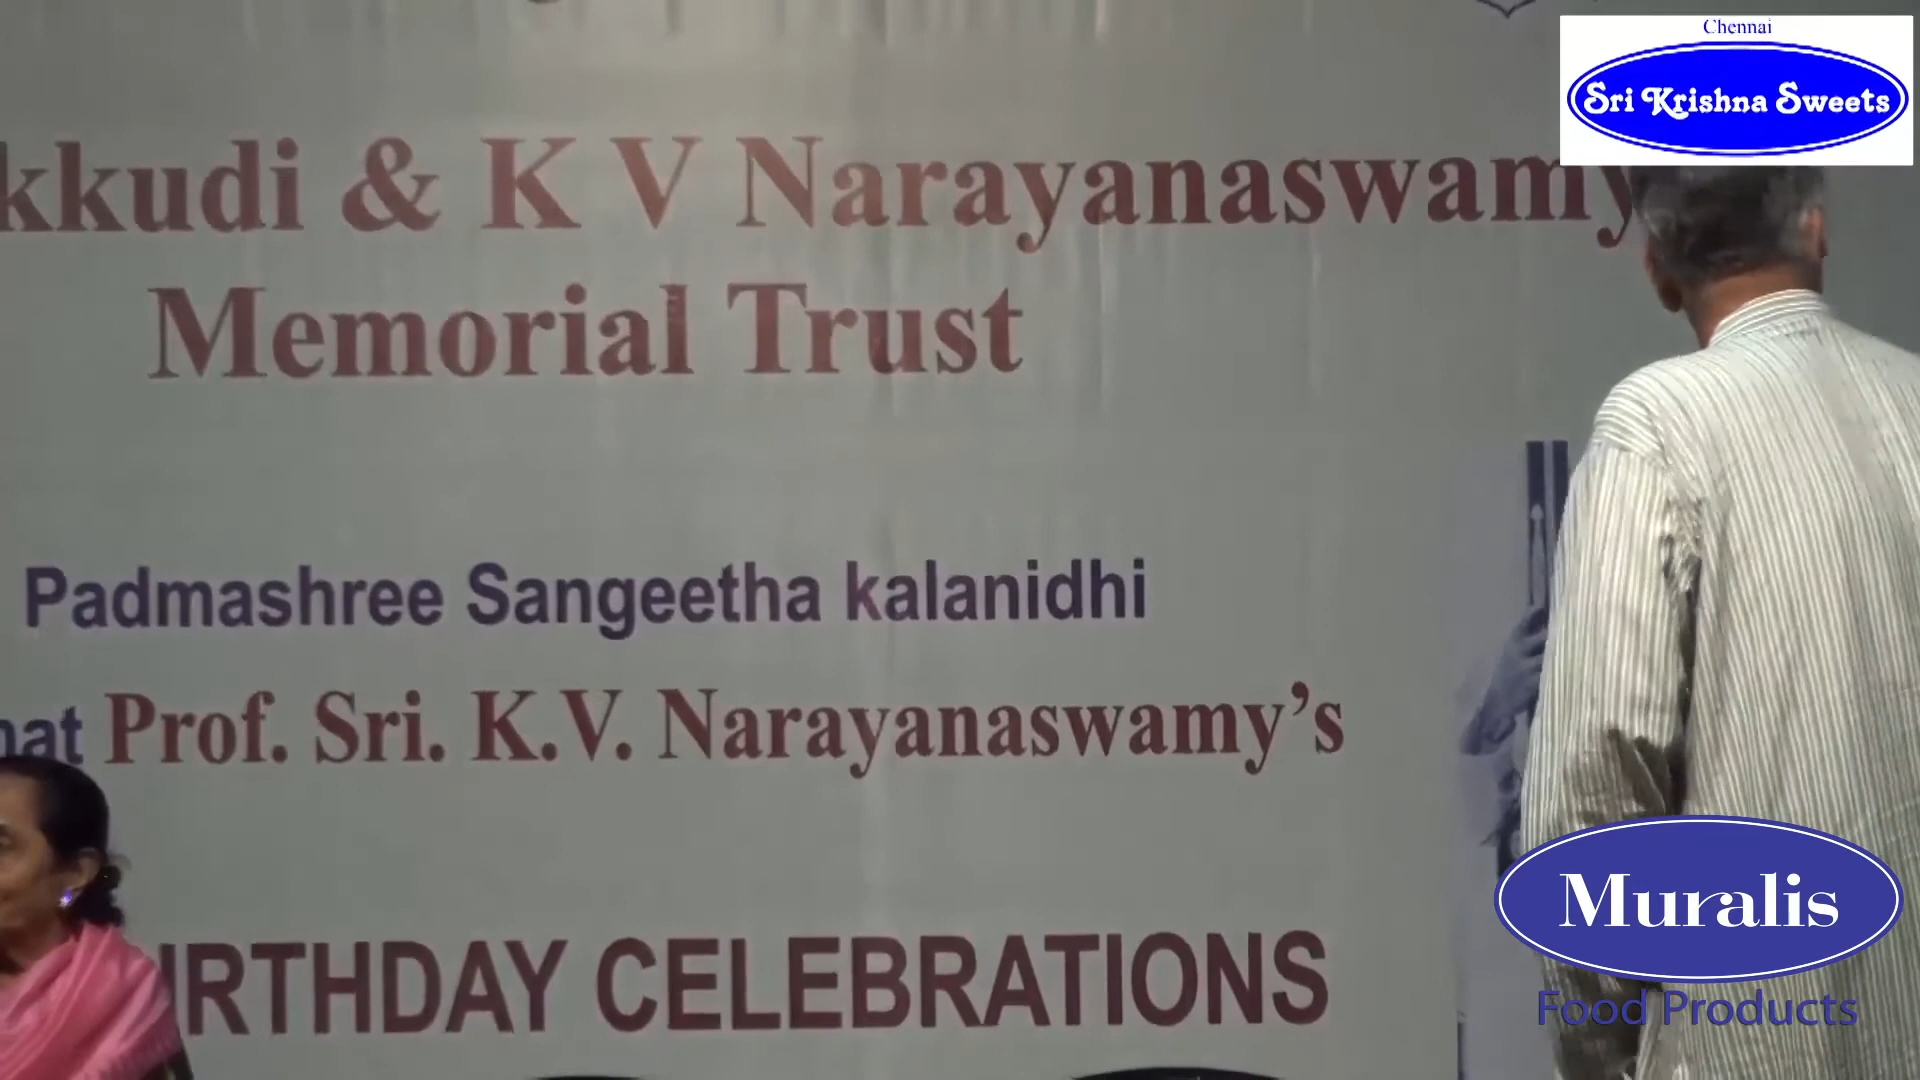 Chennai
Sri Krishna Sweets
kkudi & K V Narayanaswamy
Memorial Trust
Padmashree Sangeetha kalanidhi
hat Prof. Sri. K.V. Narayanaswamy's
IRTHDAY CELEBRATIONS
Muralis
Food Products